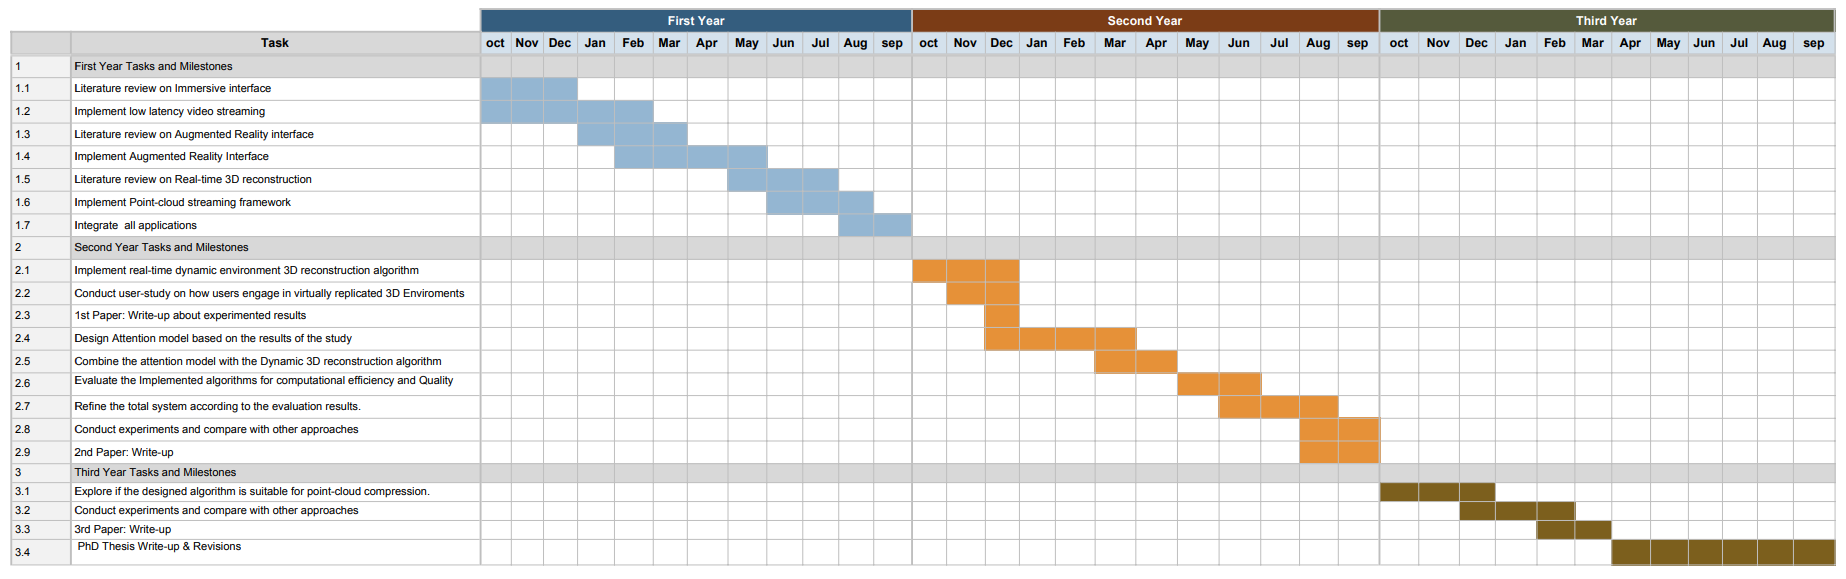 First Year Second Year Third Year
Task oct Nov Dec Jan Feb Mar Apr May Jun Jul Aug sep oct Nov Dec Jan Feb Mar Apr May Jun Jul Aug sep oct Nov Dec Jan Feb Mar Apr May Jun Jul Aug sep
1 First Year Tasks and Milestones
1.1 Literature review on Immersive interface
1.2 Implement low latency video streaming
1.3 Literature review on Augmented Reality interface
1.4 Implement Augmented Reality Interface
1.5 Literature review on Real-time 3D reconstruction
1.6 Implement Point-cloud streaming framework
1.7 Integrate all applications
2 Second Year Tasks and Milestones
2.1 Implement real-time dynamic environment 3D reconstruction algorithm
2.2 Conduct user-study on how users engage in virtually replicated 3D Enviroments
2.3 1st Paper: Write-up about experimented results
2.4 Design Attention model based on the results of the study
2.5 Combine the attention model with the Dynamic 3D reconstruction algorithm
2.6 Evaluate the Implemented algorithms for computational efficiency and Quality
2.7 Refine the total system according to the evaluation results.
2.8 Conduct experiments and compare with other approaches
2.9 2nd Paper: Write-up
3 Third Year Tasks and Milestones
3.1 Explore if the designed algorithm is suitable for point-cloud compression.
3.2 Conduct experiments and compare with other approaches
3.3 3rd Paper: Write-up
3.4 PhD Thesis Write-up & Revisions